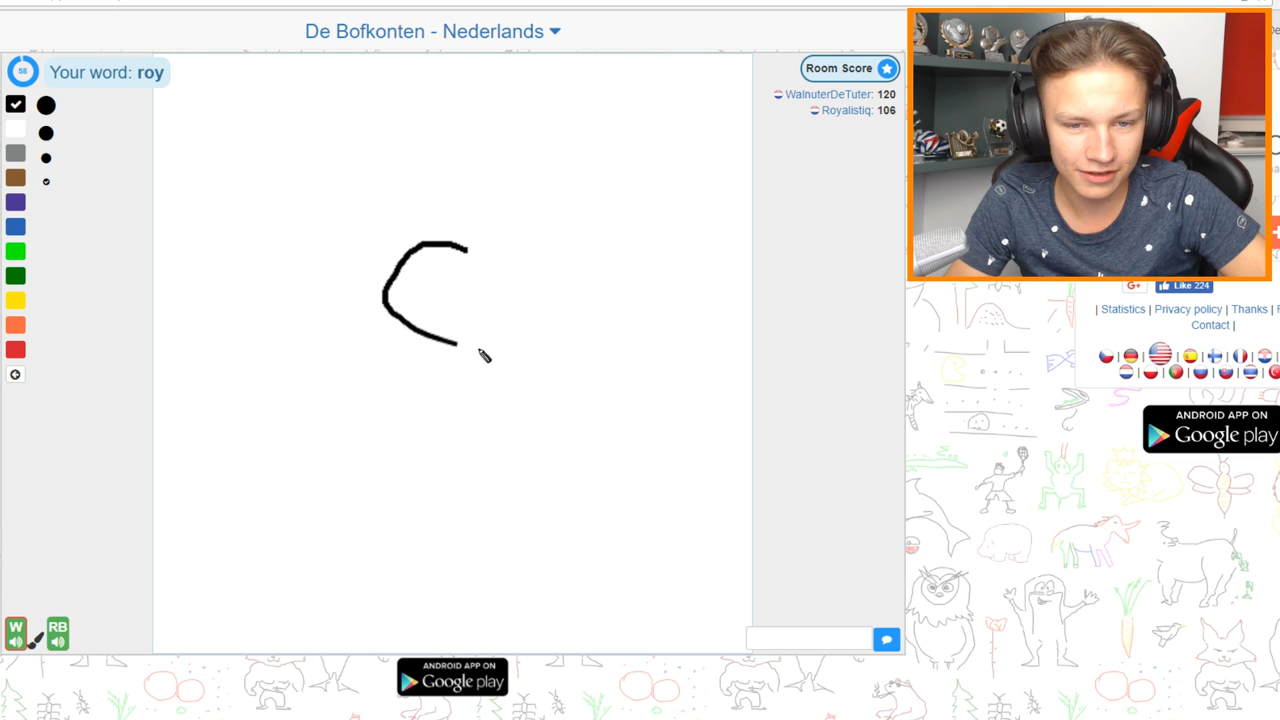 De Bofkonten - Nederlands
58
Your word: roy
Room Score
WalnuterDeTuter: 120
Royalistiq: 106
G+
Like 224
| Statistics | Privacy policy | Thanks |
Contact |
ANDROID APP ON
Google play
W
RB
ANDROID APP ON
Google play